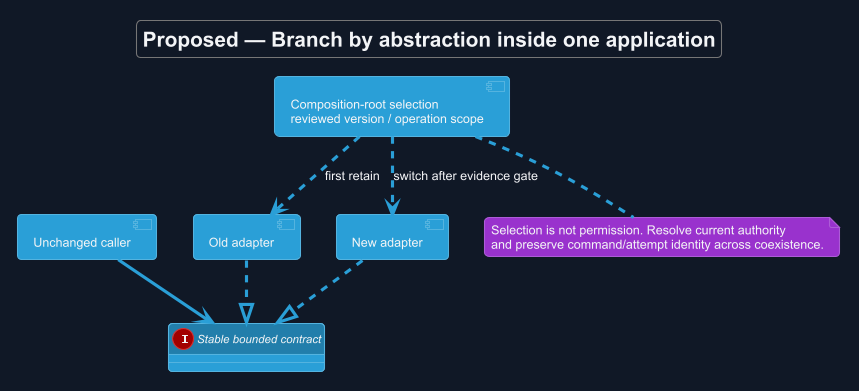 Proposed — Branch by abstraction inside one application
Composition-root selection
reviewed version / operation scope
first retain
switch after evidence gate
Unchanged caller
Old adapter
New adapter
Selection is not permission. Resolve current authority
and preserve command/attempt identity across coexistence.
I
Stable bounded contract